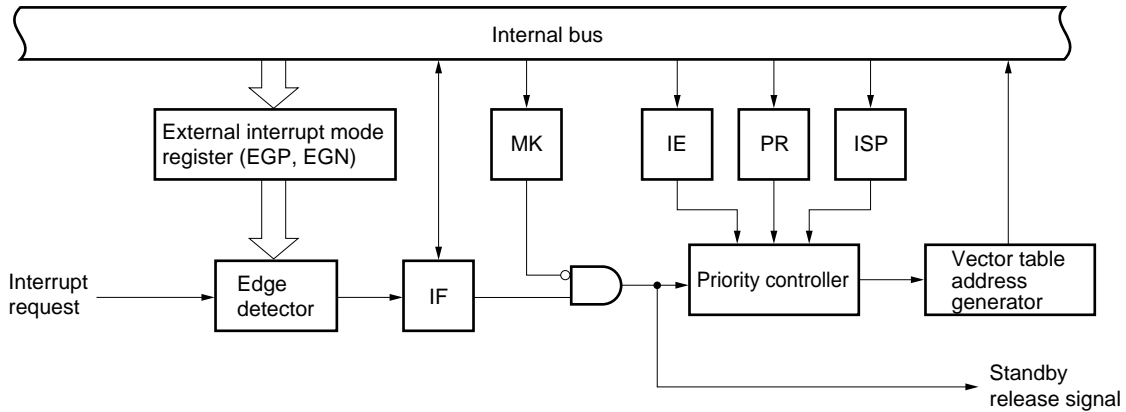 Internal bus
External interrupt mode
register (EGP, EGN)
MK
IE
PR
ISP
Interrupt
request
Edge
detector
IF
Priority controller
Vector table
address
generator
Standby
release signal